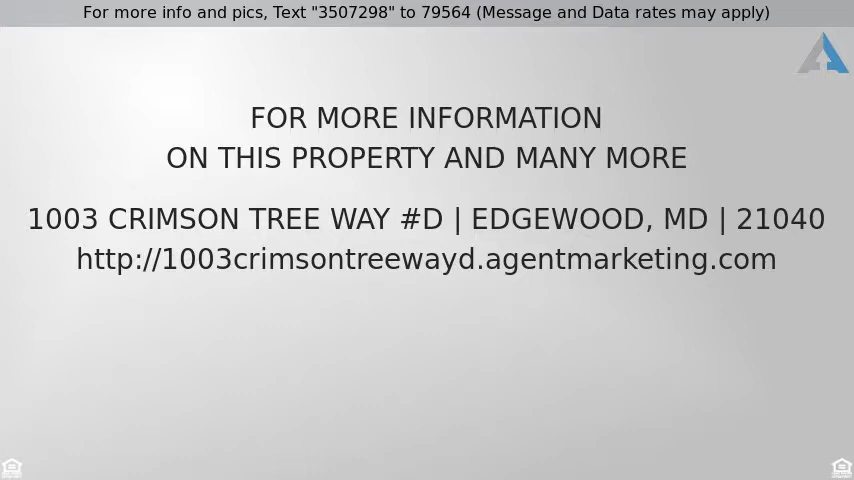 For more info and pics, Text "3507298" to 79564 (Message and Data rates may apply)
FOR MORE INFORMATION
ON THIS PROPERTY AND MANY MORE
1003 CRIMSON TREE WAY #D | EDGEWOOD, MD | 21040
http://1003crimsontreewayd.agentmarketing.com